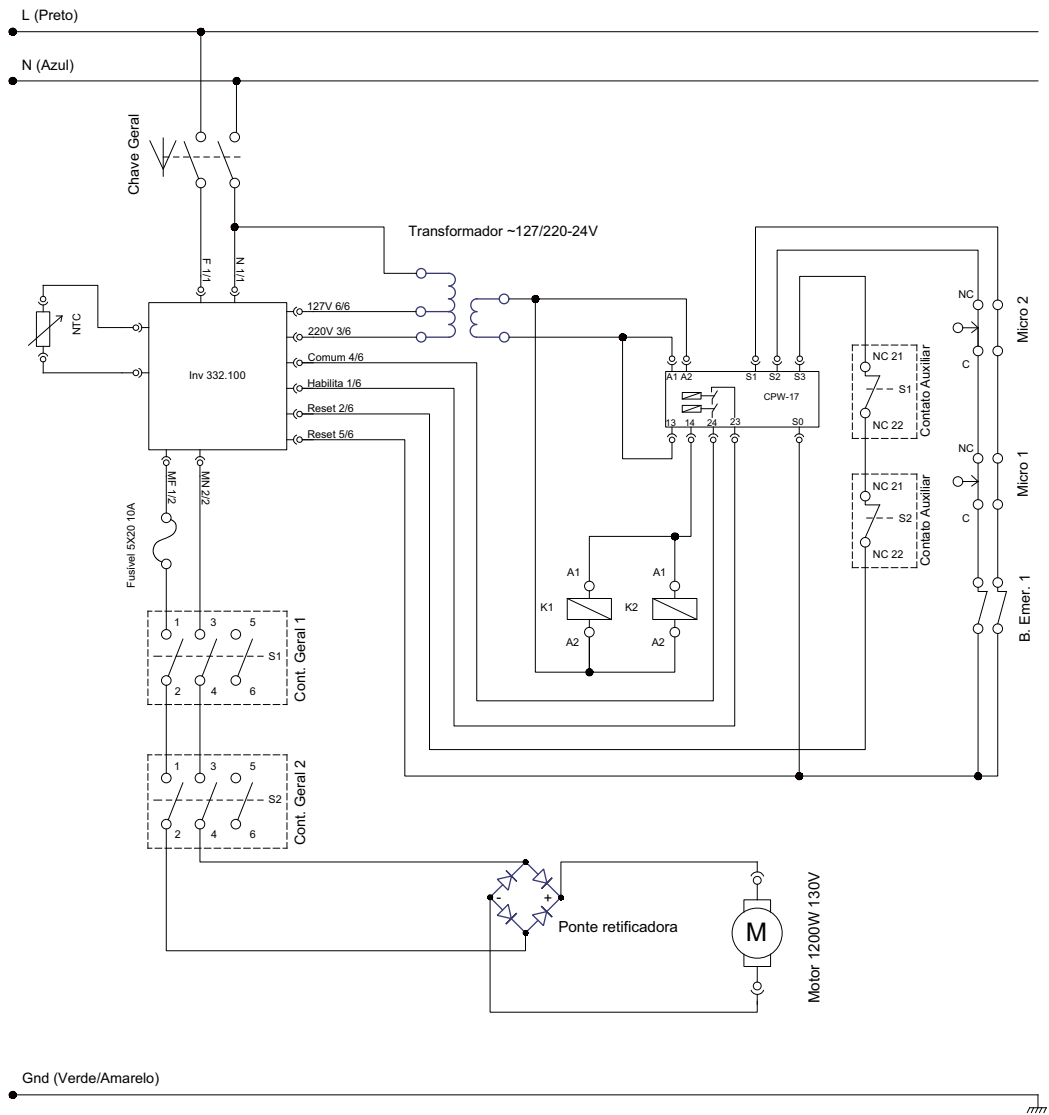 L (Preto)
N (Azul)
Chave Geral
Transformador ~127/220-24V
F 1/1
N 1/1
NTC
Inv 332.100
127V 6/6
220V 3/6
Comum 4/6
Habilita 1/6
Reset 2/6
Reset 5/6
MF 1/2
MN 2/2
Fusivel 5X20 10A
A1 A2 S1 S2 S3
CPW-17
13 14 24 23 S0
NC 21
S1
NC 22
Contato Auxiliar
NC 21
S2
NC 22
Contato Auxiliar
NC
C
Micro 2
NC
C
Micro 1
B. Emer. 1
A1 A1
K1 K2
A2 A2
1 3 5
S1
2 4 6
Cont. Geral 1
1 3 5
S2
2 4 6
Cont. Geral 2
- +
Ponte retificadora
M
Motor 1200W 130V
Gnd (Verde/Amarelo)